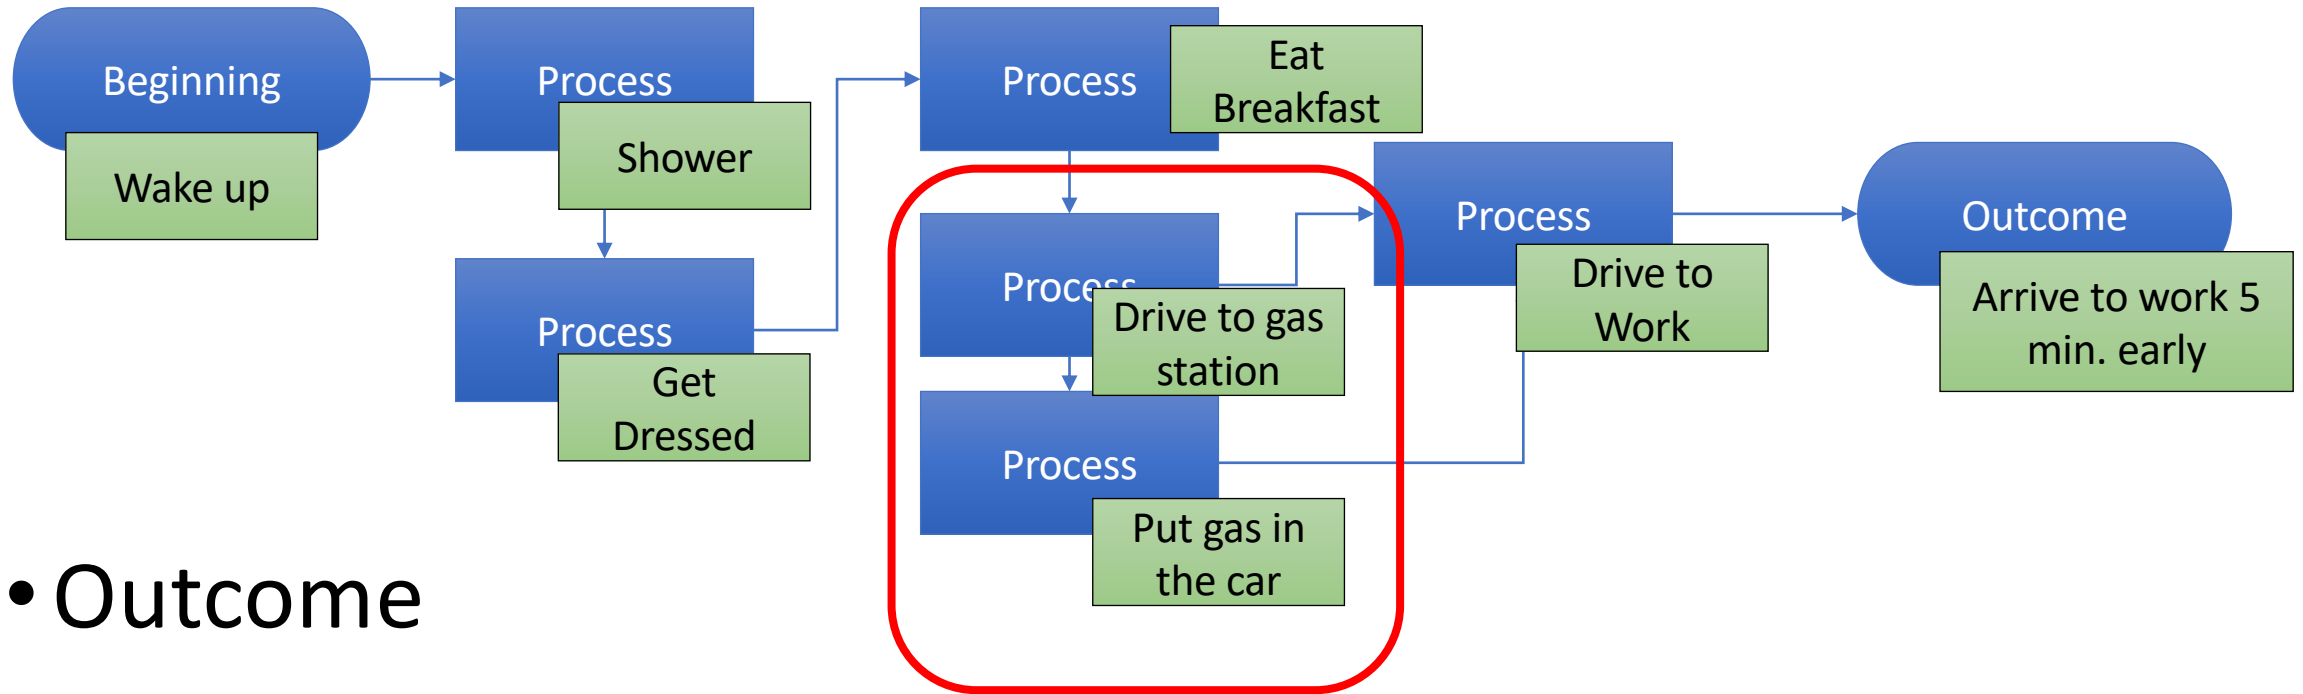 Beginning
Wake up
Process
Shower
Process
Get
Dressed
Process
Eat
Breakfast
Process
Drive to gas
station
Process
Put gas in
the car
Process
Drive to
Work
Outcome
Arrive to work 5
min. early
• Outcome